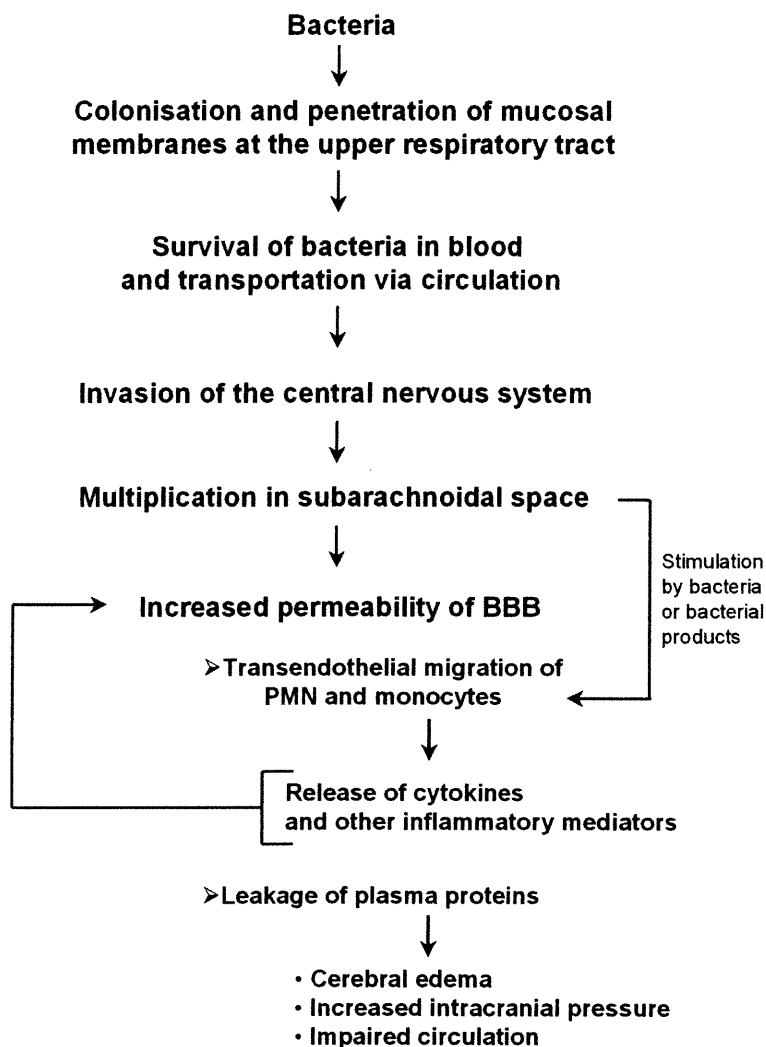 Bacteria
Colonisation and penetration of mucosal
membranes at the upper respiratory tract
Survival of bacteria in blood
and transportation via circulation
Invasion of the central nervous system
Multiplication in subarachnoidal space
Stimulation
by bacteria
or bacterial
products
Increased permeability of BBB
➢Transendothelial migration of
PMN and monocytes
Release of cytokines
and other inflammatory mediators
➢Leakage of plasma proteins
• Cerebral edema
• Increased intracranial pressure
• Impaired circulation